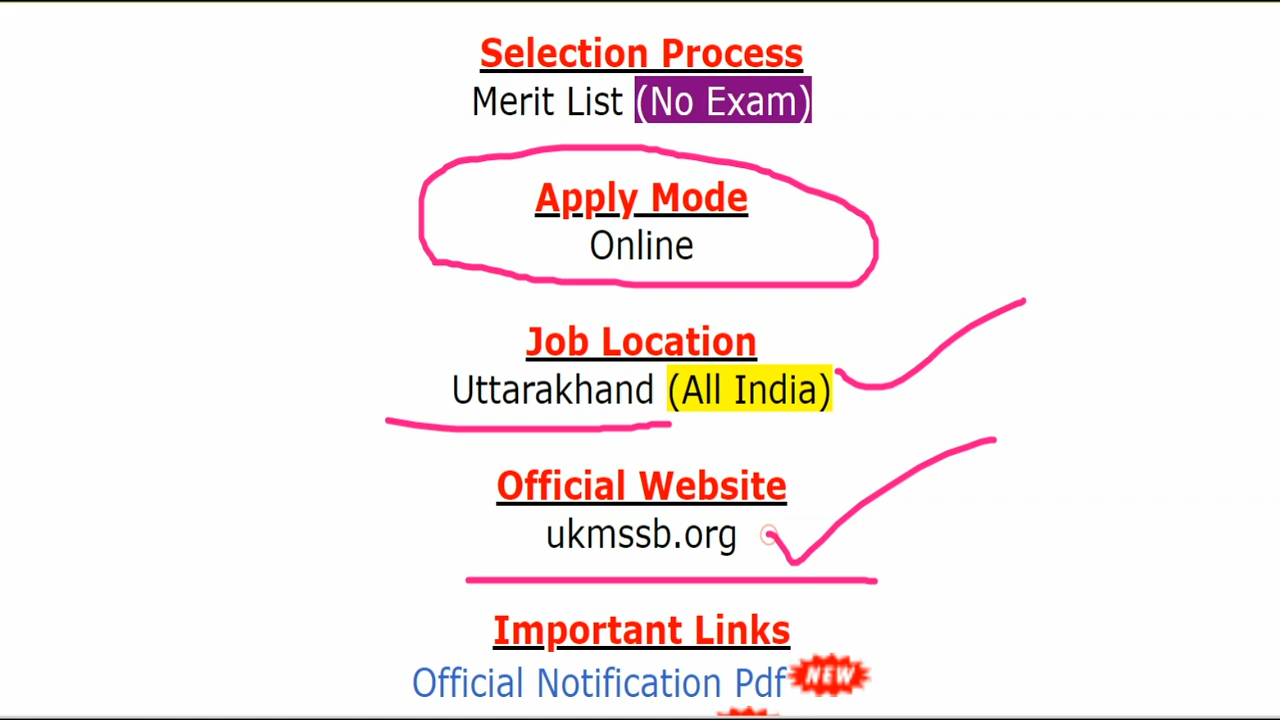 Selection Process
Merit List (No Exam)
Apply Mode
Online
Job Location
Uttarakhand (All India)
Official Website
ukmssb.org
Important Links
Official Notification Pdf NEW